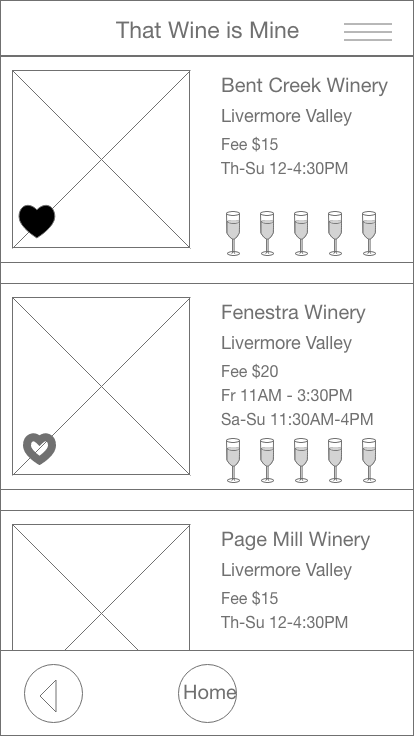 That Wine is Mine
Bent Creek Winery
Livermore Valley
Fee $15
Th-Su 12-4:30PM
Fenestra Winery
Livermore Valley
Fee $20
Fr 11AM - 3:30PM
Sa-Su 11:30AM-4PM
Page Mill Winery
Livermore Valley
Fee $15
Th-Su 12-4:30PM
Home